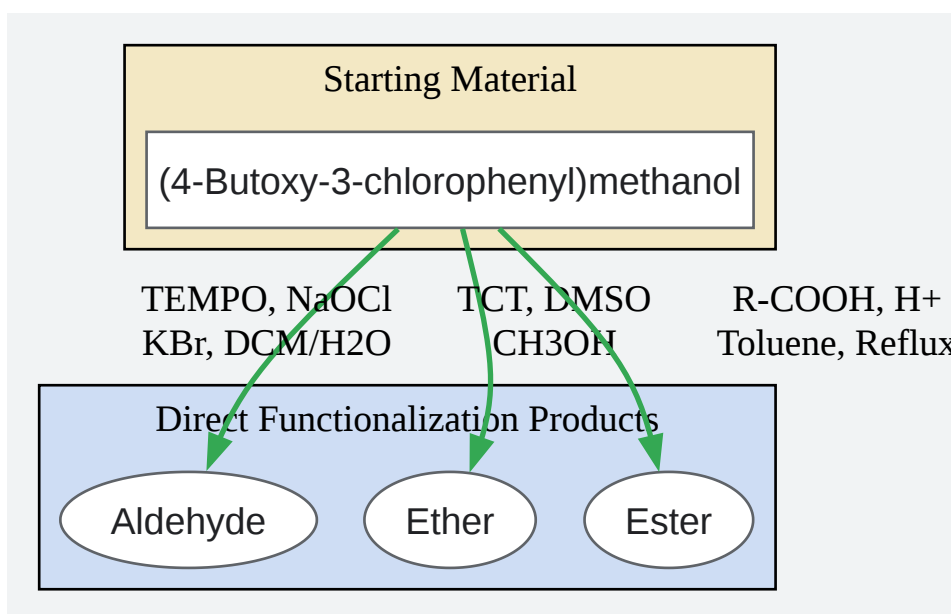 Starting Material
(4-Butoxy-3-chlorophenyl)methanol
TEMPO, NaOCl
KBr, DCM/H2O
TCT, DMSO
CH3OH
R-COOH, H+
Toluene, Reflux
Direct Functionalization Products
Aldehyde
Ether
Ester